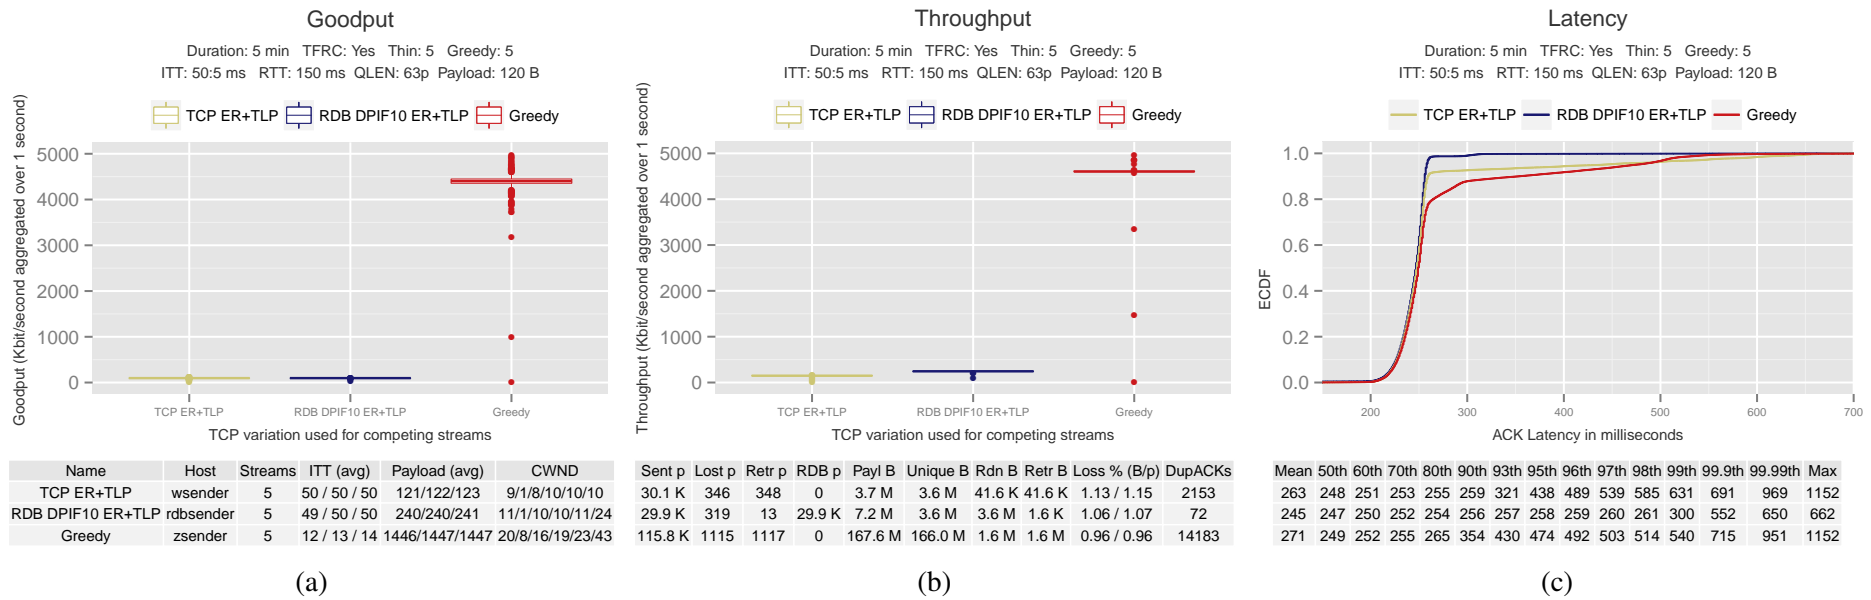 Goodput
Duration: 5 min TFRC: Yes Thin: 5 Greedy: 5
ITT: 50:5 ms RTT: 150 ms QLEN: 63p Payload: 120 B
TCP ER+TLP RDB DPIF10 ER+TLP Greedy
Goodput (Kbit/second aggregated over 1 second)
5000
4000
3000
2000
1000
0
TCP ER+TLP RDB DPIF10 ER+TLP Greedy
TCP variation used for competing streams
Name Host Streams ITT (avg) Payload (avg) CWND
TCP ER+TLP wsender 5 50 / 50 / 50 121/122/123 9/1/8/10/10/10
RDB DPIF10 ER+TLP rdbsender 5 49 / 50 / 50 240/240/241 11/1/10/10/11/24
Greedy zsender 5 12 / 13 / 14 1446/1447/1447 20/8/16/19/23/43
(a)
Throughput
Duration: 5 min TFRC: Yes Thin: 5 Greedy: 5
ITT: 50:5 ms RTT: 150 ms QLEN: 63p Payload: 120 B
TCP ER+TLP RDB DPIF10 ER+TLP Greedy
Throughput (Kbit/second aggregated over 1 second)
5000
4000
3000
2000
1000
0
TCP ER+TLP RDB DPIF10 ER+TLP Greedy
TCP variation used for competing streams
Sent p Lost p Retr p RDB p Payl B Unique B Rdn B Retr B Loss % (B/p) DupACKs
30.1 K 346 348 0 3.7 M 3.6 M 41.6 K 41.6 K 1.13 / 1.15 2153
29.9 K 319 13 29.9 K 7.2 M 3.6 M 3.6 M 1.6 K 1.06 / 1.07 72
115.8 K 1115 1117 0 167.6 M 166.0 M 1.6 M 1.6 M 0.96 / 0.96 14183
(b)
Latency
Duration: 5 min TFRC: Yes Thin: 5 Greedy: 5
ITT: 50:5 ms RTT: 150 ms QLEN: 63p Payload: 120 B
TCP ER+TLP RDB DPIF10 ER+TLP Greedy
ECDF
1.0
0.8
0.6
0.4
0.2
0.0
200 300 400 500 600 700
ACK Latency in milliseconds
Mean 50th 60th 70th 80th 90th 93th 95th 96th 97th 98th 99th 99.9th 99.99th Max
263 248 251 253 255 259 321 438 489 539 585 631 691 969 1152
245 247 250 252 254 256 257 258 259 260 261 300 552 650 662
271 249 252 255 265 354 430 474 492 503 514 540 715 951 1152
(c)